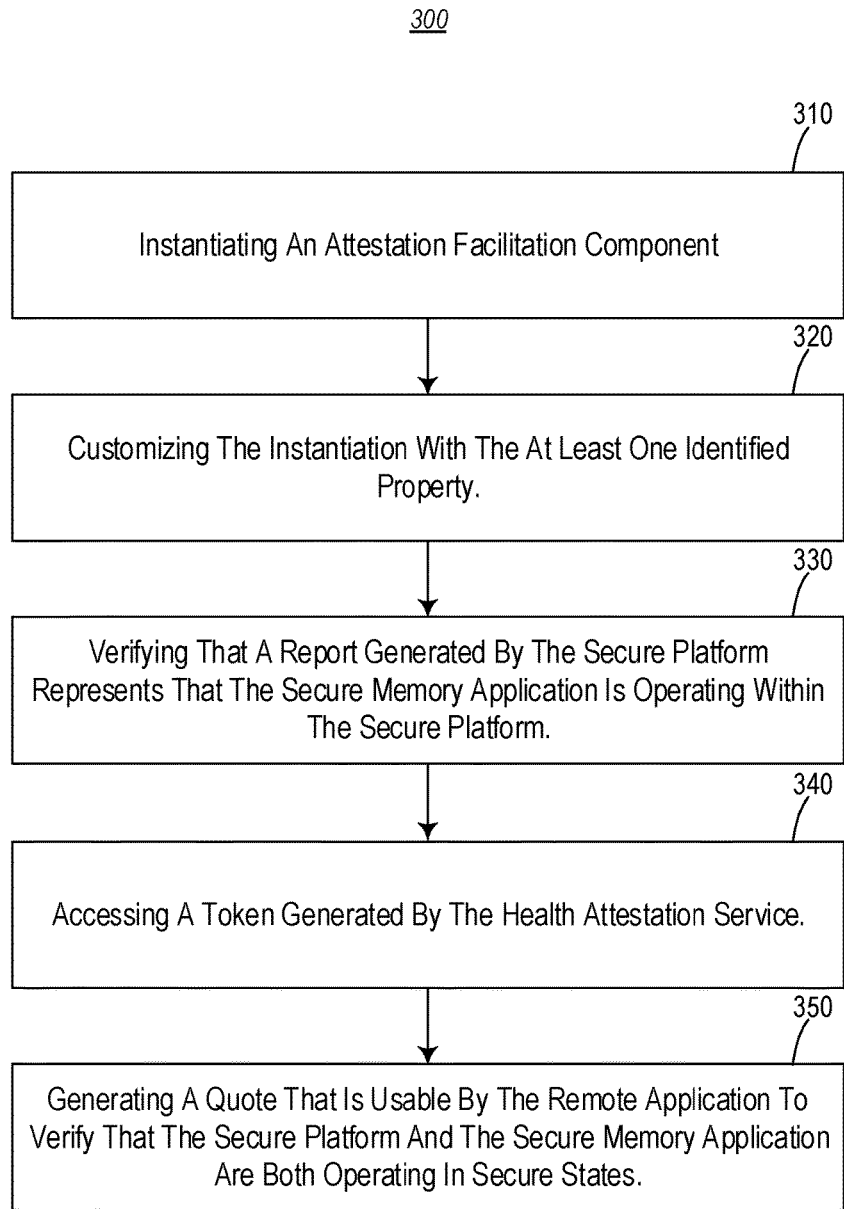 300
310
Instantiating An Attestation Facilitation Component
320
Customizing The Instantiation With The At Least One Identified
Property.
330
Verifying That A Report Generated By The Secure Platform
Represents That The Secure Memory Application Is Operating Within
The Secure Platform.
340
Accessing A Token Generated By The Health Attestation Service.
350
Generating A Quote That Is Usable By The Remote Application To
Verify That The Secure Platform And The Secure Memory Application
Are Both Operating In Secure States.